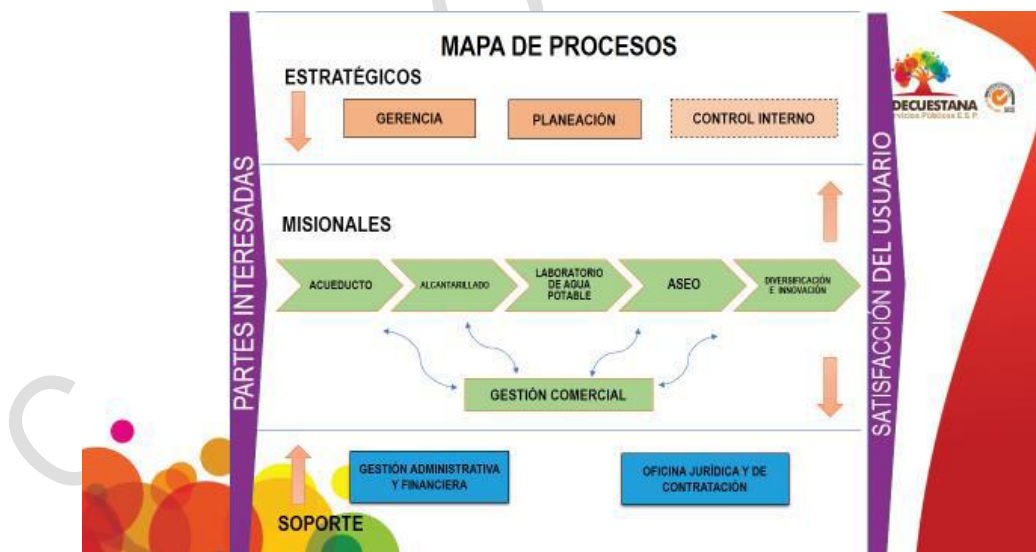 MAPA DE PROCESOS
ESTRATÉGICOS
GERENCIA
PLANEACIÓN
CONTROL INTERNO
DECUESTANA
PARTES INTERESADAS
SATISFACCIÓN DEL USUARIO
MISIONALES
ACUEDUCTO
ALCANTARILLADO
LABORATORIO
DE AGUA
POTABLE
ASEO
DIVERSIFICACIÓN
E INNOVACIÓN
GESTIÓN COMERCIAL
GESTIÓN ADMINISTRATIVA
Y FINANCIERA
OFICINA JURÍDICA Y DE
CONTRATACIÓN
SOPORTE